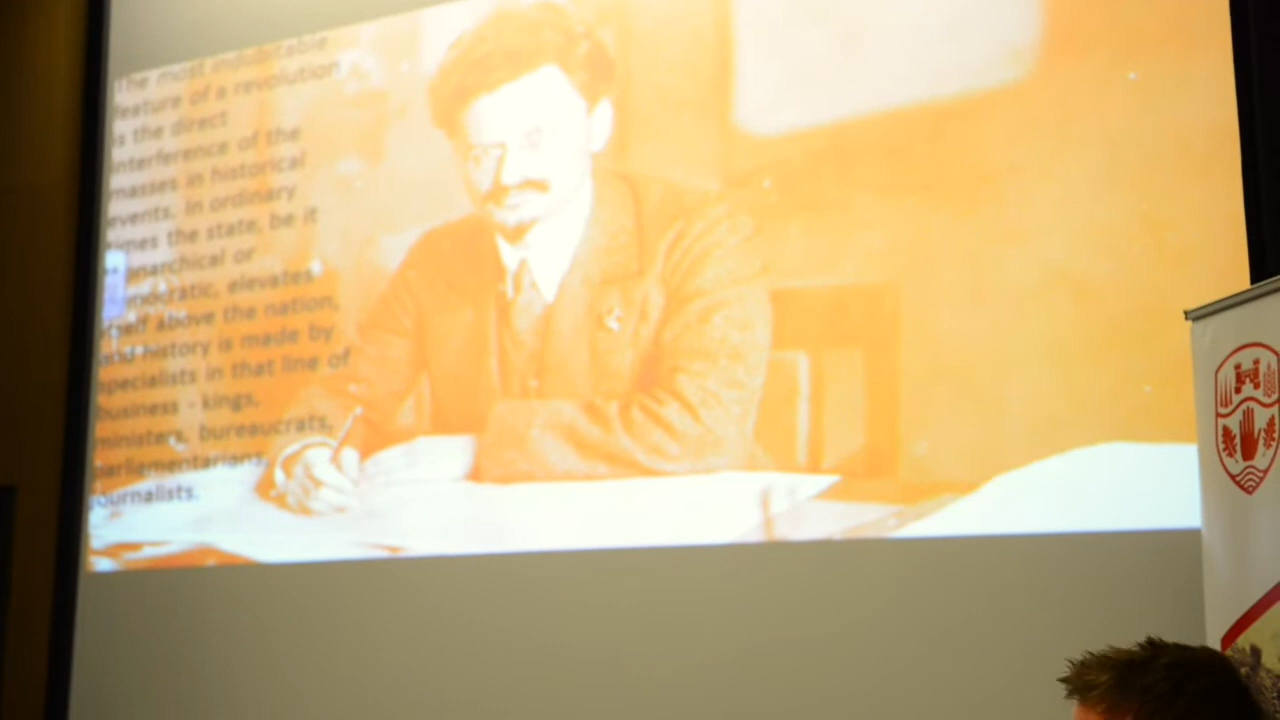 The most indubitable
feature of a revolution
is the direct
interference of the
masses in historical
events. In ordinary
times the state, be it
monarchical or
democratic, elevates
itself above the nation,
and history is made by
specialists in that line of
business - kings,
ministers, bureaucrats,
parliamentarians,
journalists.